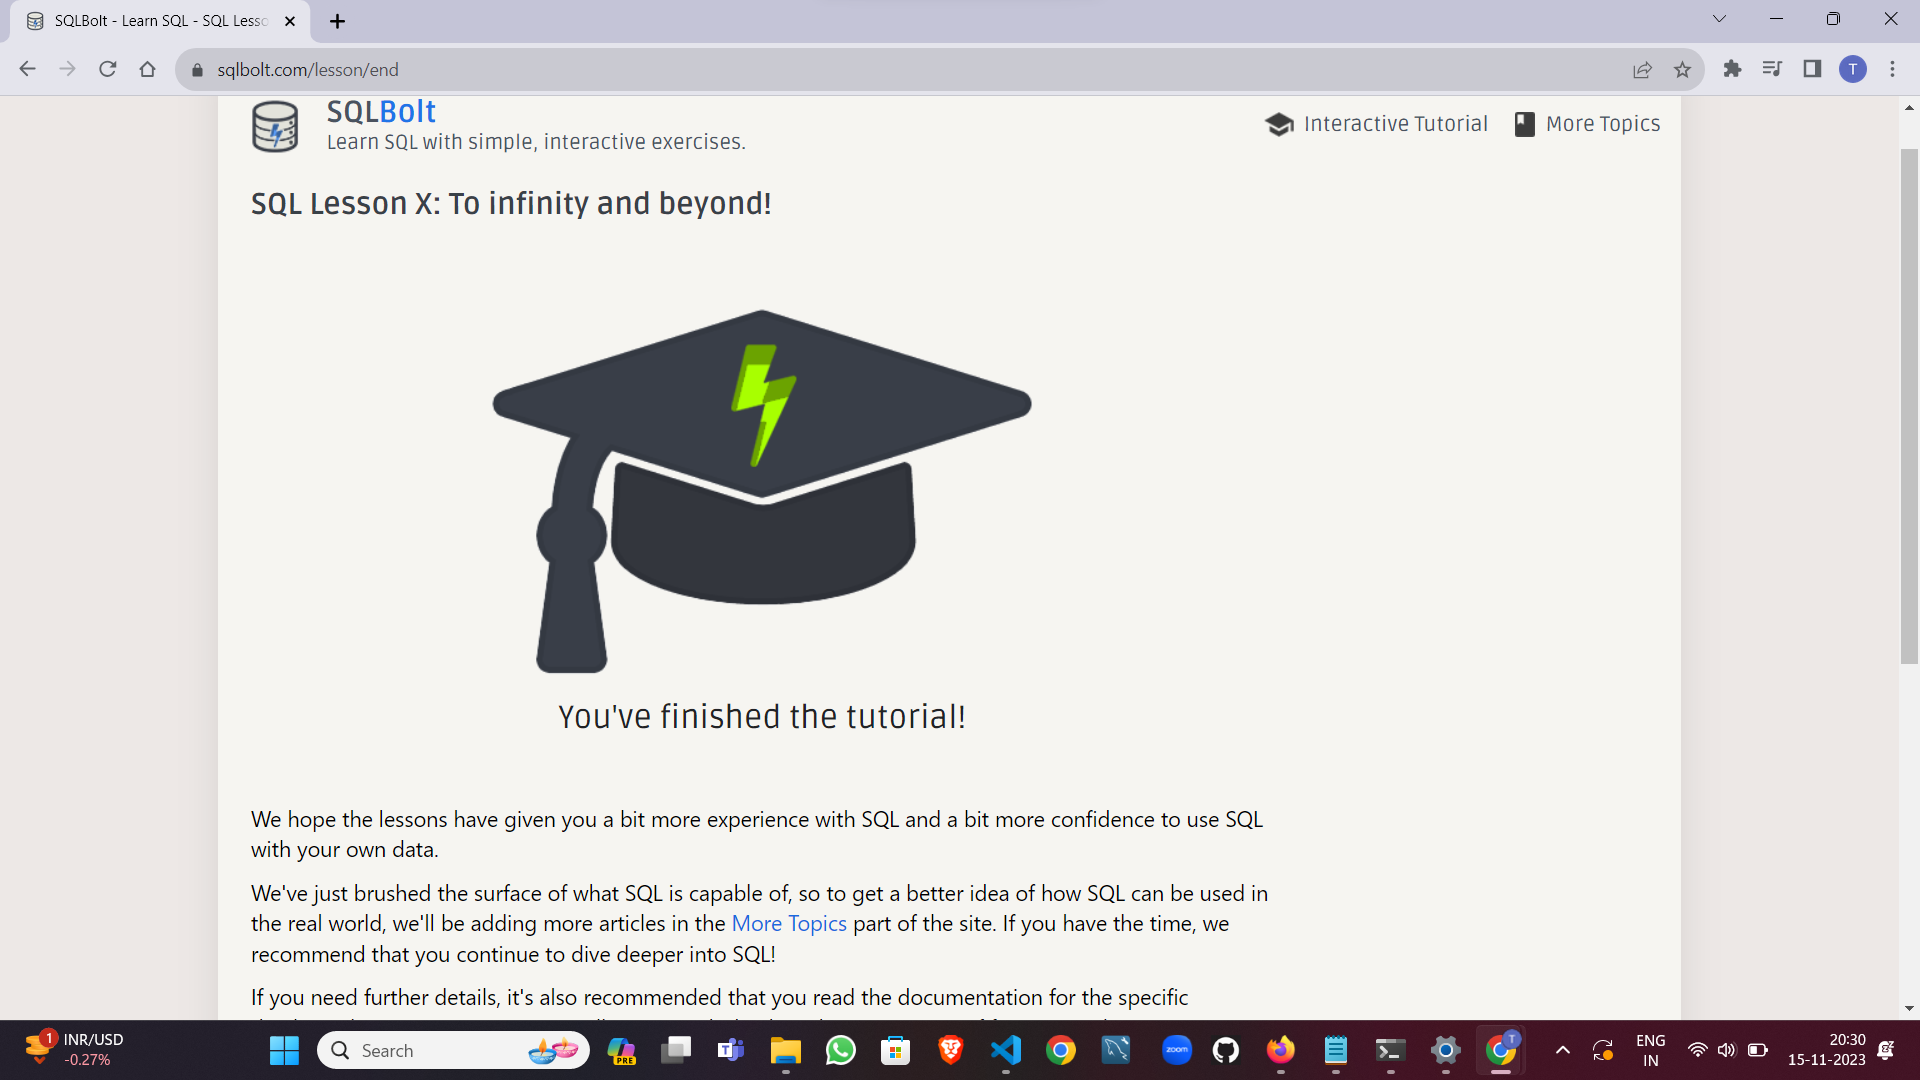 SQLBolt - Learn SQL - SQL Lesso
sqlbolt.com/lesson/end
T
SQLBolt
Learn SQL with simple, interactive exercises.
Interactive Tutorial
More Topics
SQL Lesson X: To infinity and beyond!
You've finished the tutorial!
We hope the lessons have given you a bit more experience with SQL and a bit more confidence to use SQL
with your own data.
We've just brushed the surface of what SQL is capable of, so to get a better idea of how SQL can be used in
the real world, we'll be adding more articles in the More Topics part of the site. If you have the time, we
recommend that you continue to dive deeper into SQL!
If you need further details, it's also recommended that you read the documentation for the specific
1
INR/USD
-0.27%
Search
PRE
zoom
T
ENG
IN
20:30
15-11-2023